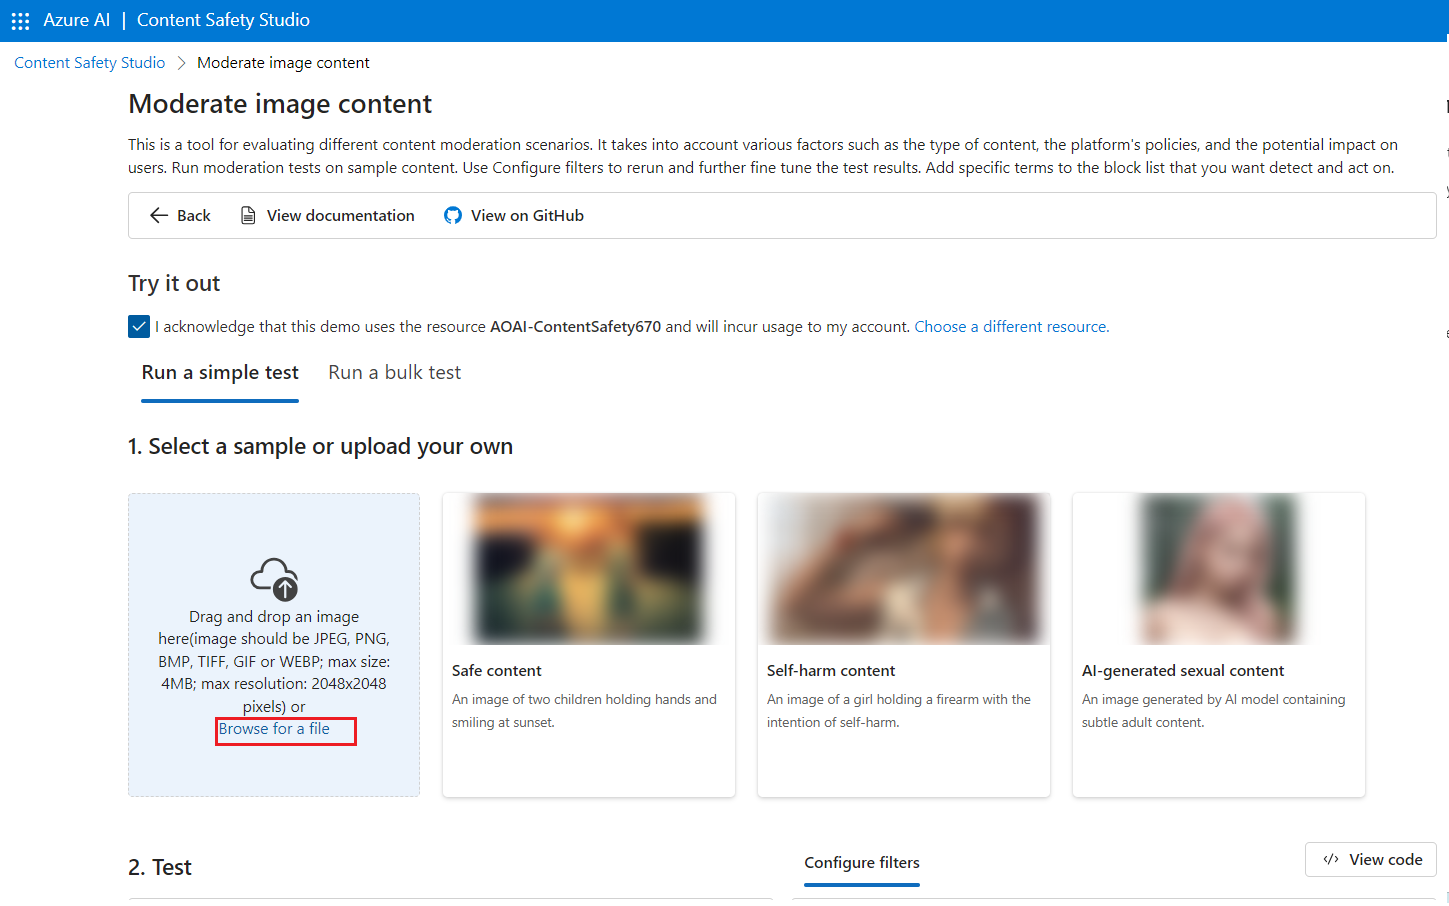 Azure AI | Content Safety Studio
Content Safety Studio > Moderate image content
Moderate image content
This is a tool for evaluating different content moderation scenarios. It takes into account various factors such as the type of content, the platform's policies, and the potential impact on
users. Run moderation tests on sample content. Use Configure filters to rerun and further fine tune the test results. Add specific terms to the block list that you want detect and act on.
Back View documentation View on GitHub
Try it out
I acknowledge that this demo uses the resource AOAI-ContentSafety670 and will incur usage to my account. Choose a different resource.
Run a simple test Run a bulk test
1. Select a sample or upload your own
Drag and drop an image
here(image should be JPEG, PNG,
BMP, TIFF, GIF or WEBP; max size:
4MB; max resolution: 2048x2048
pixels) or
Browse for a file
Safe content
An image of two children holding hands and
smiling at sunset.
Self-harm content
An image of a girl holding a firearm with the
intention of self-harm.
AI-generated sexual content
An image generated by AI model containing
subtle adult content.
2. Test
Configure filters
</> View code